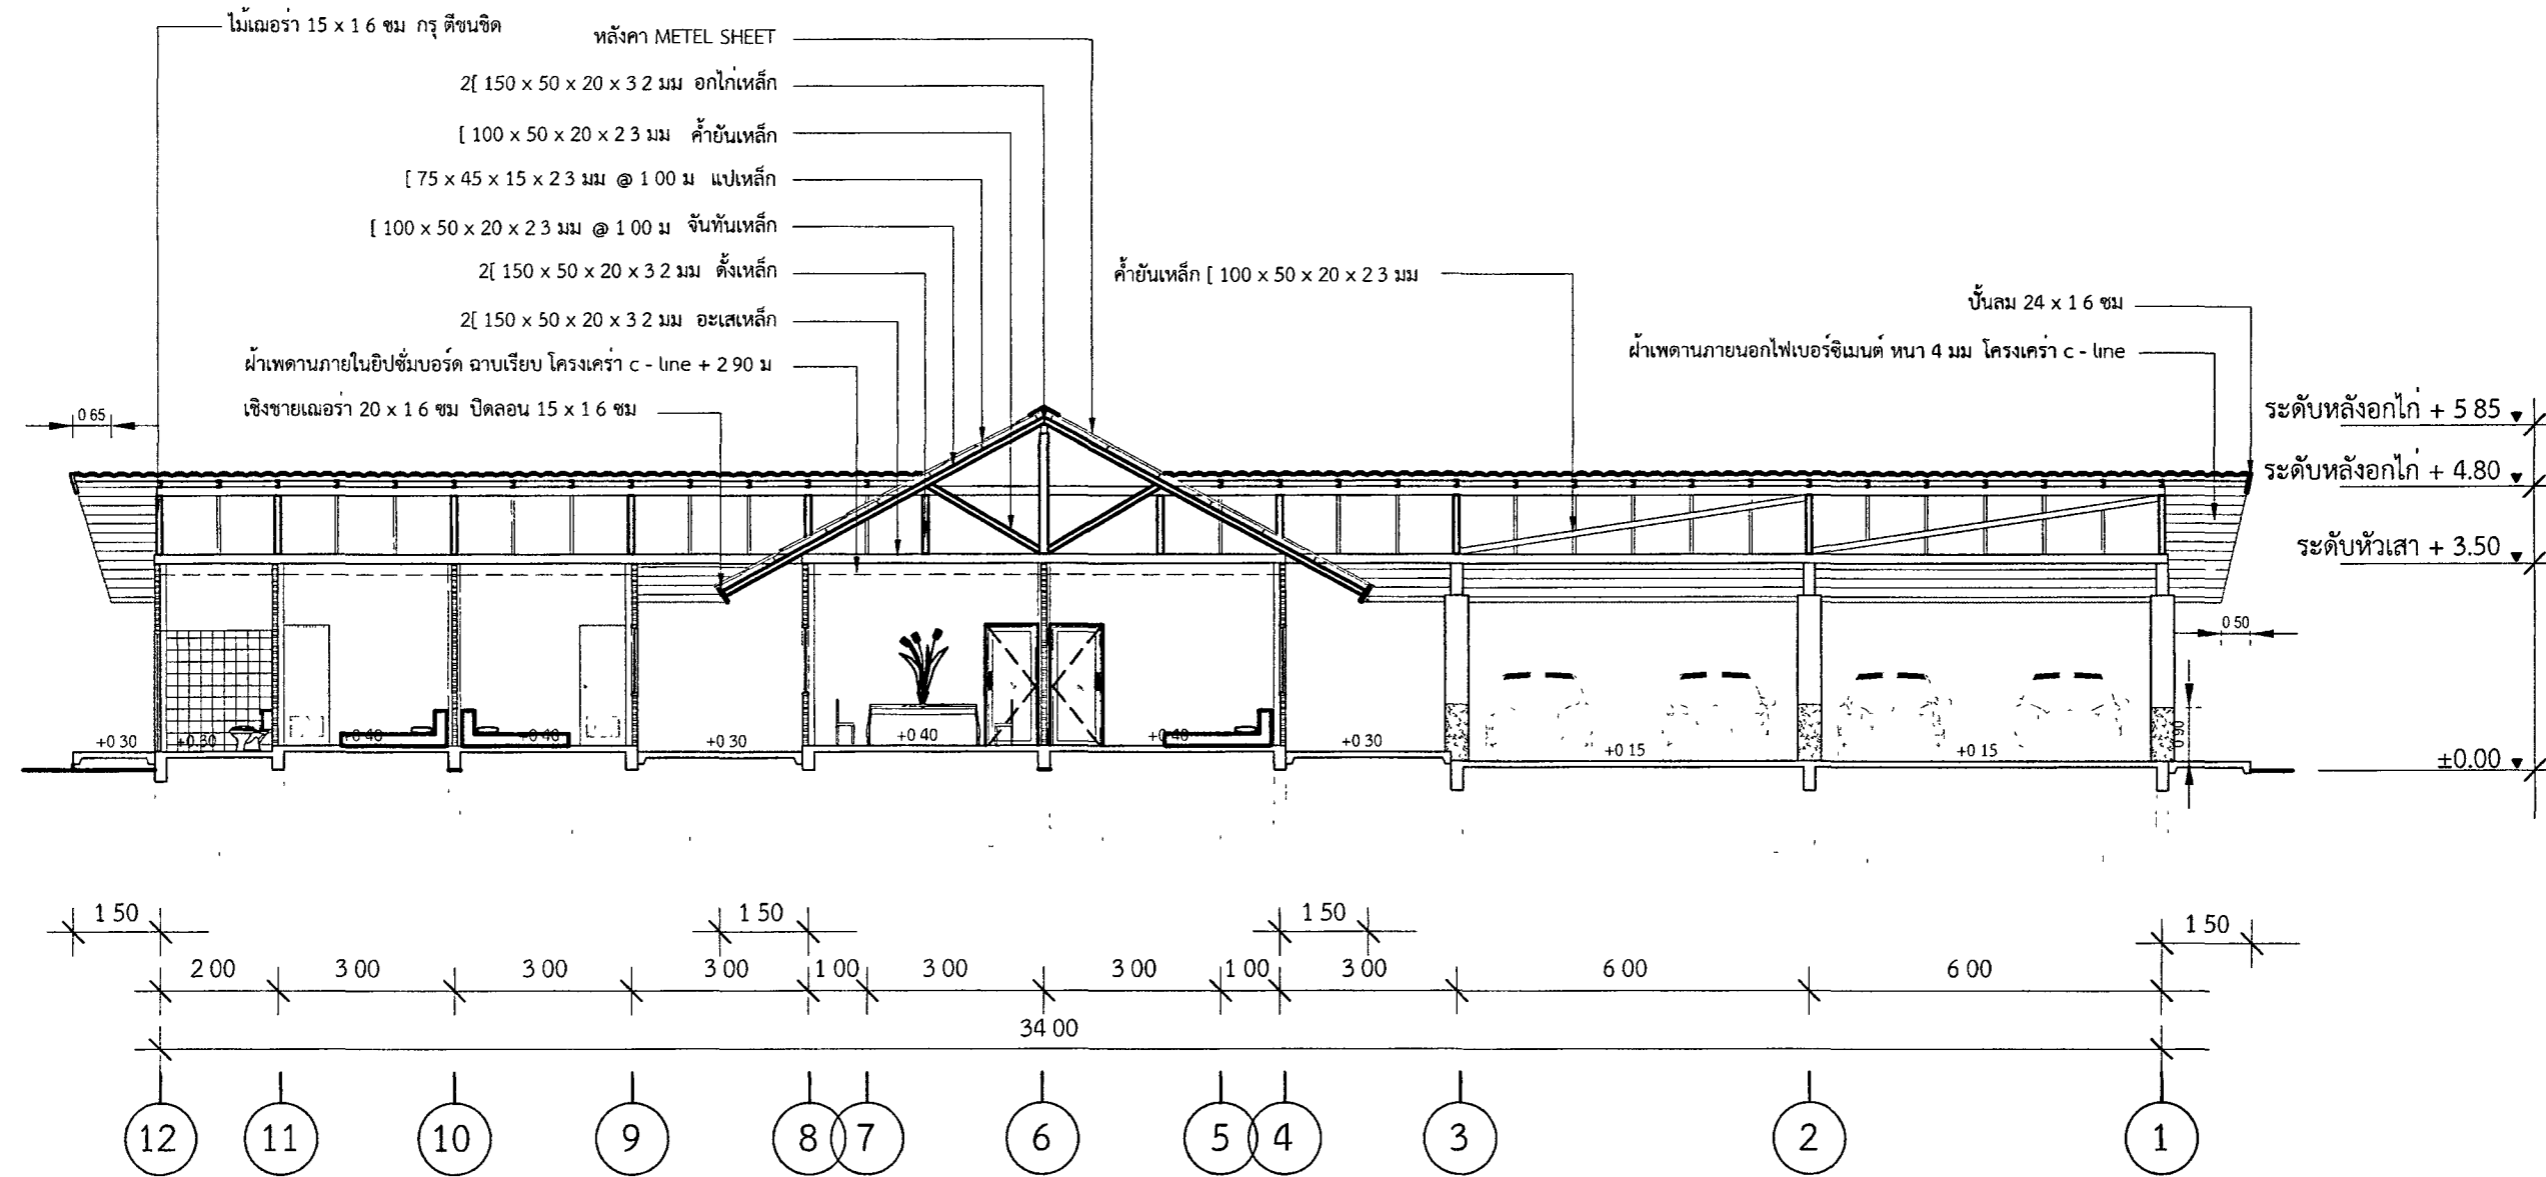 ไม้เฌอร่า 15 x 1 6 ซม กรุ ตีชนชิด
หลังคา METEL SHEET
2[ 150 x 50 x 20 x 3 2 มม อกไก่เหล็ก
[ 100 x 50 x 20 x 2 3 มม ค้ำยันเหล็ก
[ 75 x 45 x 15 x 2 3 มม @ 1 00 ม แปเหล็ก
[ 100 x 50 x 20 x 2 3 มม @ 1 00 ม จันทันเหล็ก
2[ 150 x 50 x 20 x 3 2 มม ดั้งเหล็ก
2[ 150 x 50 x 20 x 3 2 มม อะเสเหล็ก
ฝ้าเพดานภายในยิปซั่มบอร์ด ฉาบเรียบ โครงเคร่า c - line + 2 90 ม
เชิงชายเฌอร่า 20 x 1 6 ซม ปิดลอน 15 x 1 6 ซม
ค้ำยันเหล็ก [ 100 x 50 x 20 x 2 3 มม
ปั้นลม 24 x 1 6 ซม
ฝ้าเพดานภายนอกไฟเบอร์ซิเมนต์ หนา 4 มม โครงเคร่า c - line
0 65
ระดับหลังอกไก่ + 5 85
ระดับหลังอกไก่ + 4.80
ระดับหัวเสา + 3.50
0 50
0 90
±0.00
+0 30 +0 30 +0 40 +0 40 +0 30 +0 40 +0 40 +0 30 +0 15 +0 15
1 50 1 50 1 50 1 50
2 00 3 00 3 00 3 00 1 00 3 00 3 00 1 00 3 00 6 00 6 00
34 00
12 11 10 9 8 7 6 5 4 3 2 1